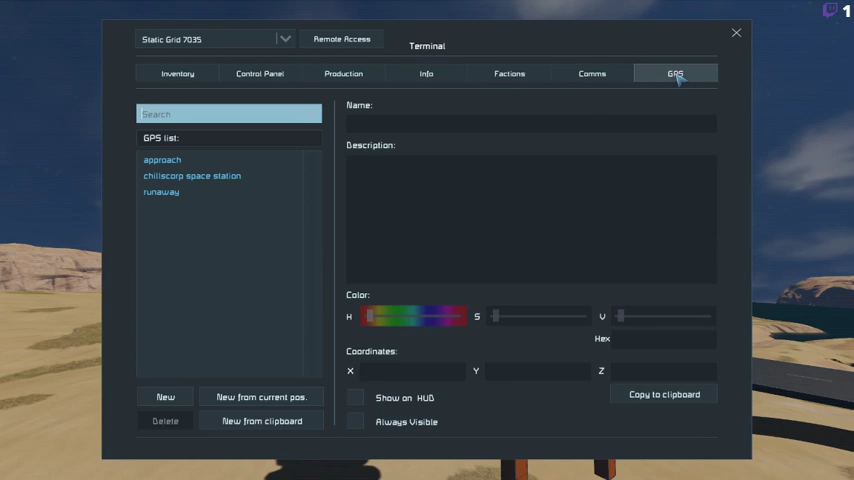 1
Static Grid 7035
Remote Access
Terminal
Inventory
Control Panel
Production
Info
Factions
Comms
GPS
Search
GPS list:
approach
chillscorp space station
runaway
Name:
Description:
Color:
H
S
V
Hex
Coordinates:
X
Y
Z
New
New from current pos.
Delete
New from clipboard
Show on HUD
Always Visible
Copy to clipboard